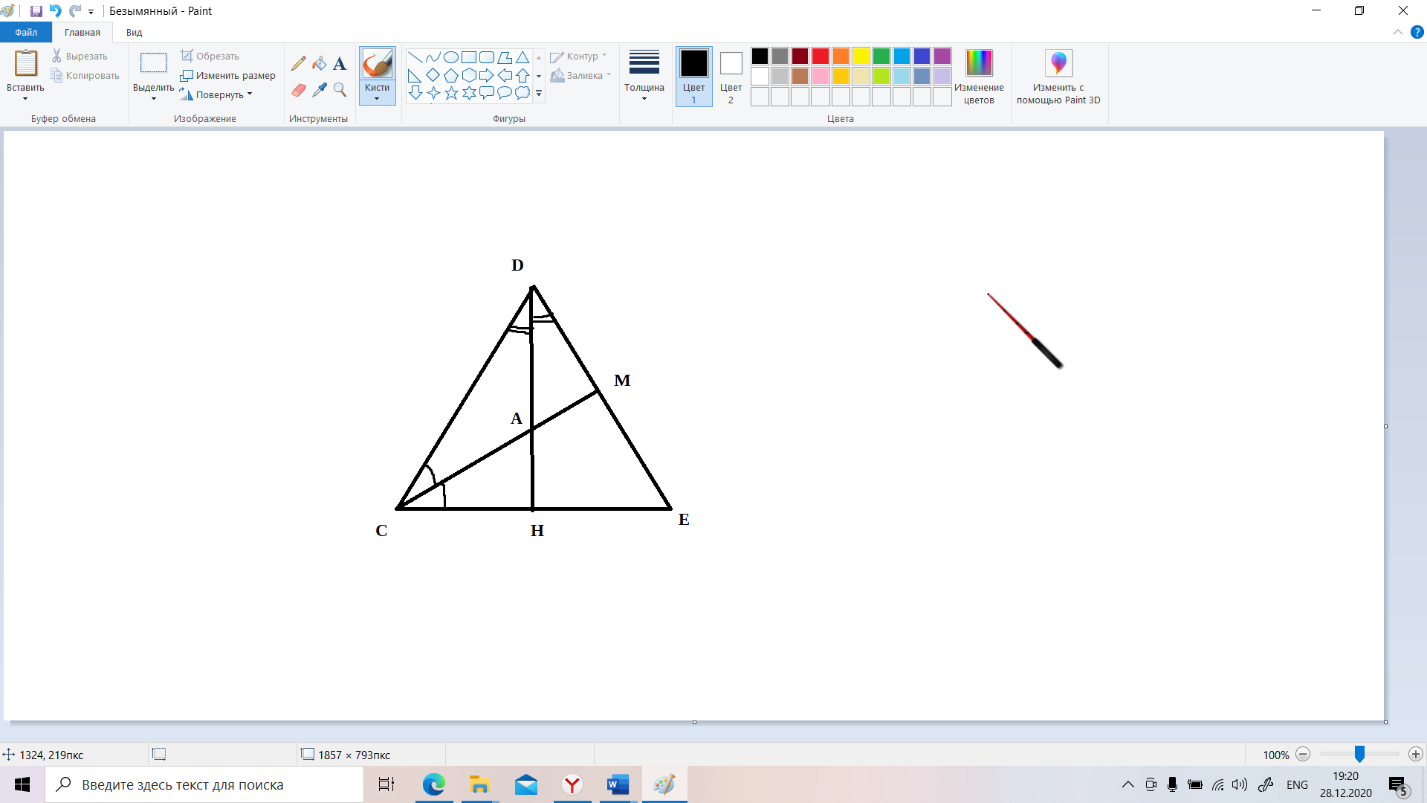 Безымянный - Paint
Файл Главная Вид
Вставить
Вырезать
Копировать
Буфер обмена
Выделить
Обрезать
Изменить размер
Повернуть
Изображение
A
Инструменты
Кисти
Контур
Заливка
Фигуры
Толщина
Цвет 1
Цвет 2
Изменение цветов
Цвета
Изменить с помощью Paint 3D
D
M
A
C
H
E
1324, 219пкс
1857 × 793пкс
100%
Введите здесь текст для поиска
ENG
19:20
28.12.2020
5